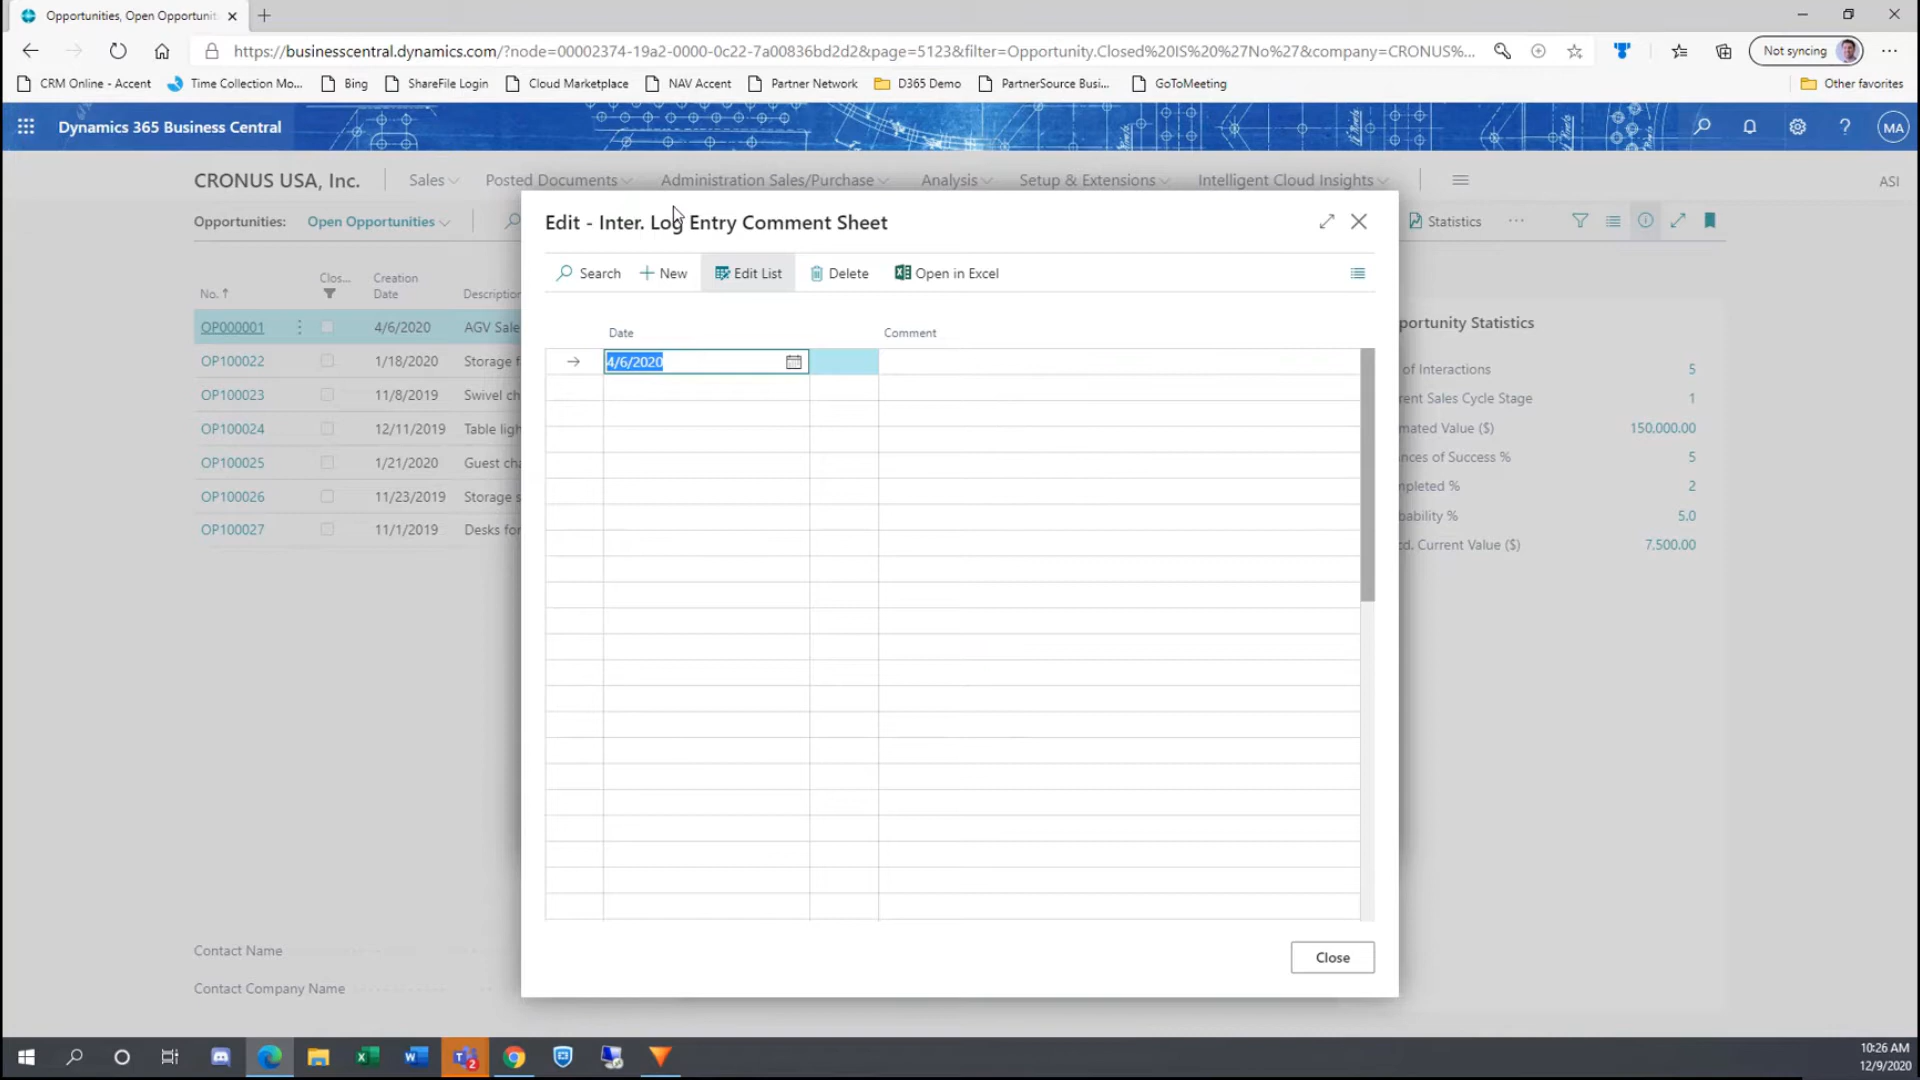 Opportunities, Open Opportunit
https://businesscentral.dynamics.com/?node=00002374-19a2-0000-0c22-7a00836bd2d2&page=5123&filter=Opportunity.Closed%20IS%20%27No%27&company=CRONUS%...
Not syncing
CRM Online - Accent
Time Collection Mo...
Bing
ShareFile Login
Cloud Marketplace
NAV Accent
Partner Network
D365 Demo
PartnerSource Busi...
GoToMeeting
Other favorites
Dynamics 365 Business Central
MA
CRONUS USA, Inc.
Sales
Posted Documents
Administration Sales/Purchase
Analysis
Setup & Extensions
Intelligent Cloud Insights
ASI
Opportunities:
Open Opportunities
Statistics
Edit - Inter. Log Entry Comment Sheet
Search
New
Edit List
Delete
Open in Excel
No. ↑
Clos...
Creation Date
Description
OP000001 4/6/2020 AGV Sale
OP100022 1/18/2020 Storage f
OP100023 11/8/2019 Swivel ch
OP100024 12/11/2019 Table ligh
OP100025 1/21/2020 Guest cha
OP100026 11/23/2019 Storage s
OP100027 11/1/2019 Desks for
Date
Comment
4/6/2020
portunity Statistics
of Interactions 5
rent Sales Cycle Stage 1
mated Value ($) 150,000.00
nces of Success % 5
mpleted % 2
bability % 5.0
cd. Current Value ($) 7,500.00
Contact Name
Contact Company Name
Close
2
10:26 AM
12/9/2020